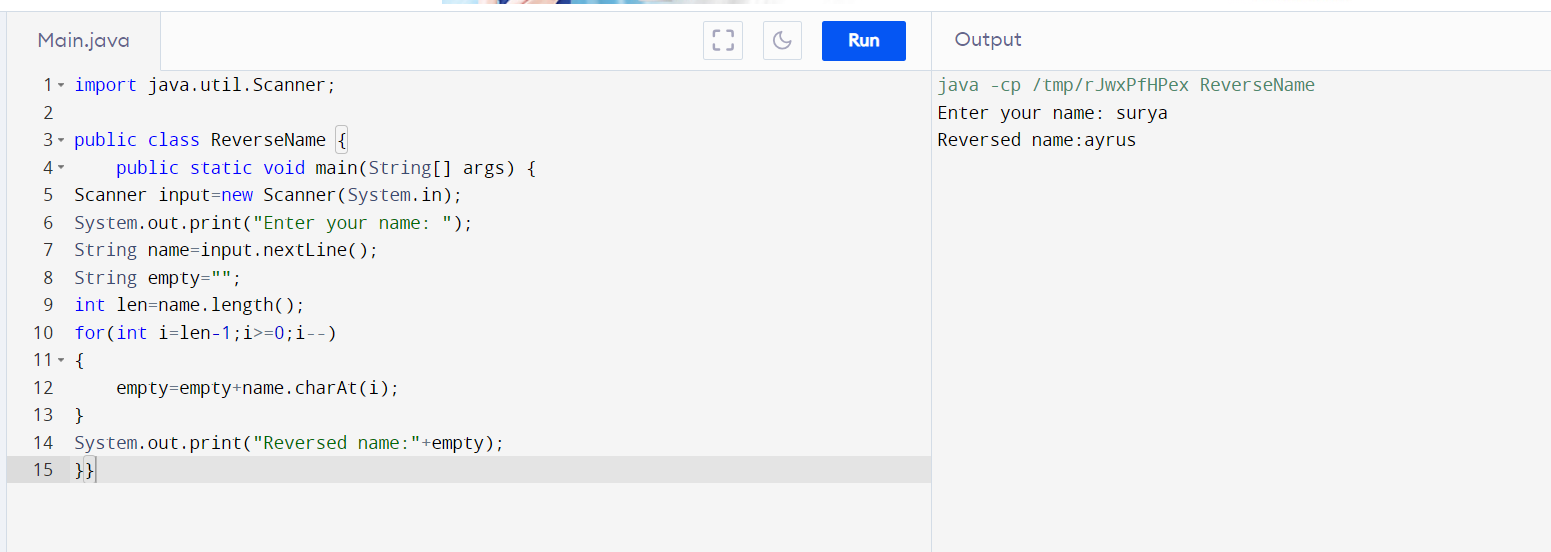 Main.java
Run
Output
1 import java.util.Scanner;
2
3 public class ReverseName {
4     public static void main(String[] args) {
5 Scanner input=new Scanner(System.in);
6 System.out.print("Enter your name: ");
7 String name=input.nextLine();
8 String empty="";
9 int len=name.length();
10 for(int i=len-1;i>=0;i--)
11 {
12     empty=empty+name.charAt(i);
13 }
14 System.out.print("Reversed name:"+empty);
15 }}
java -cp /tmp/rJwxPfHPex ReverseName
Enter your name: surya
Reversed name:ayrus